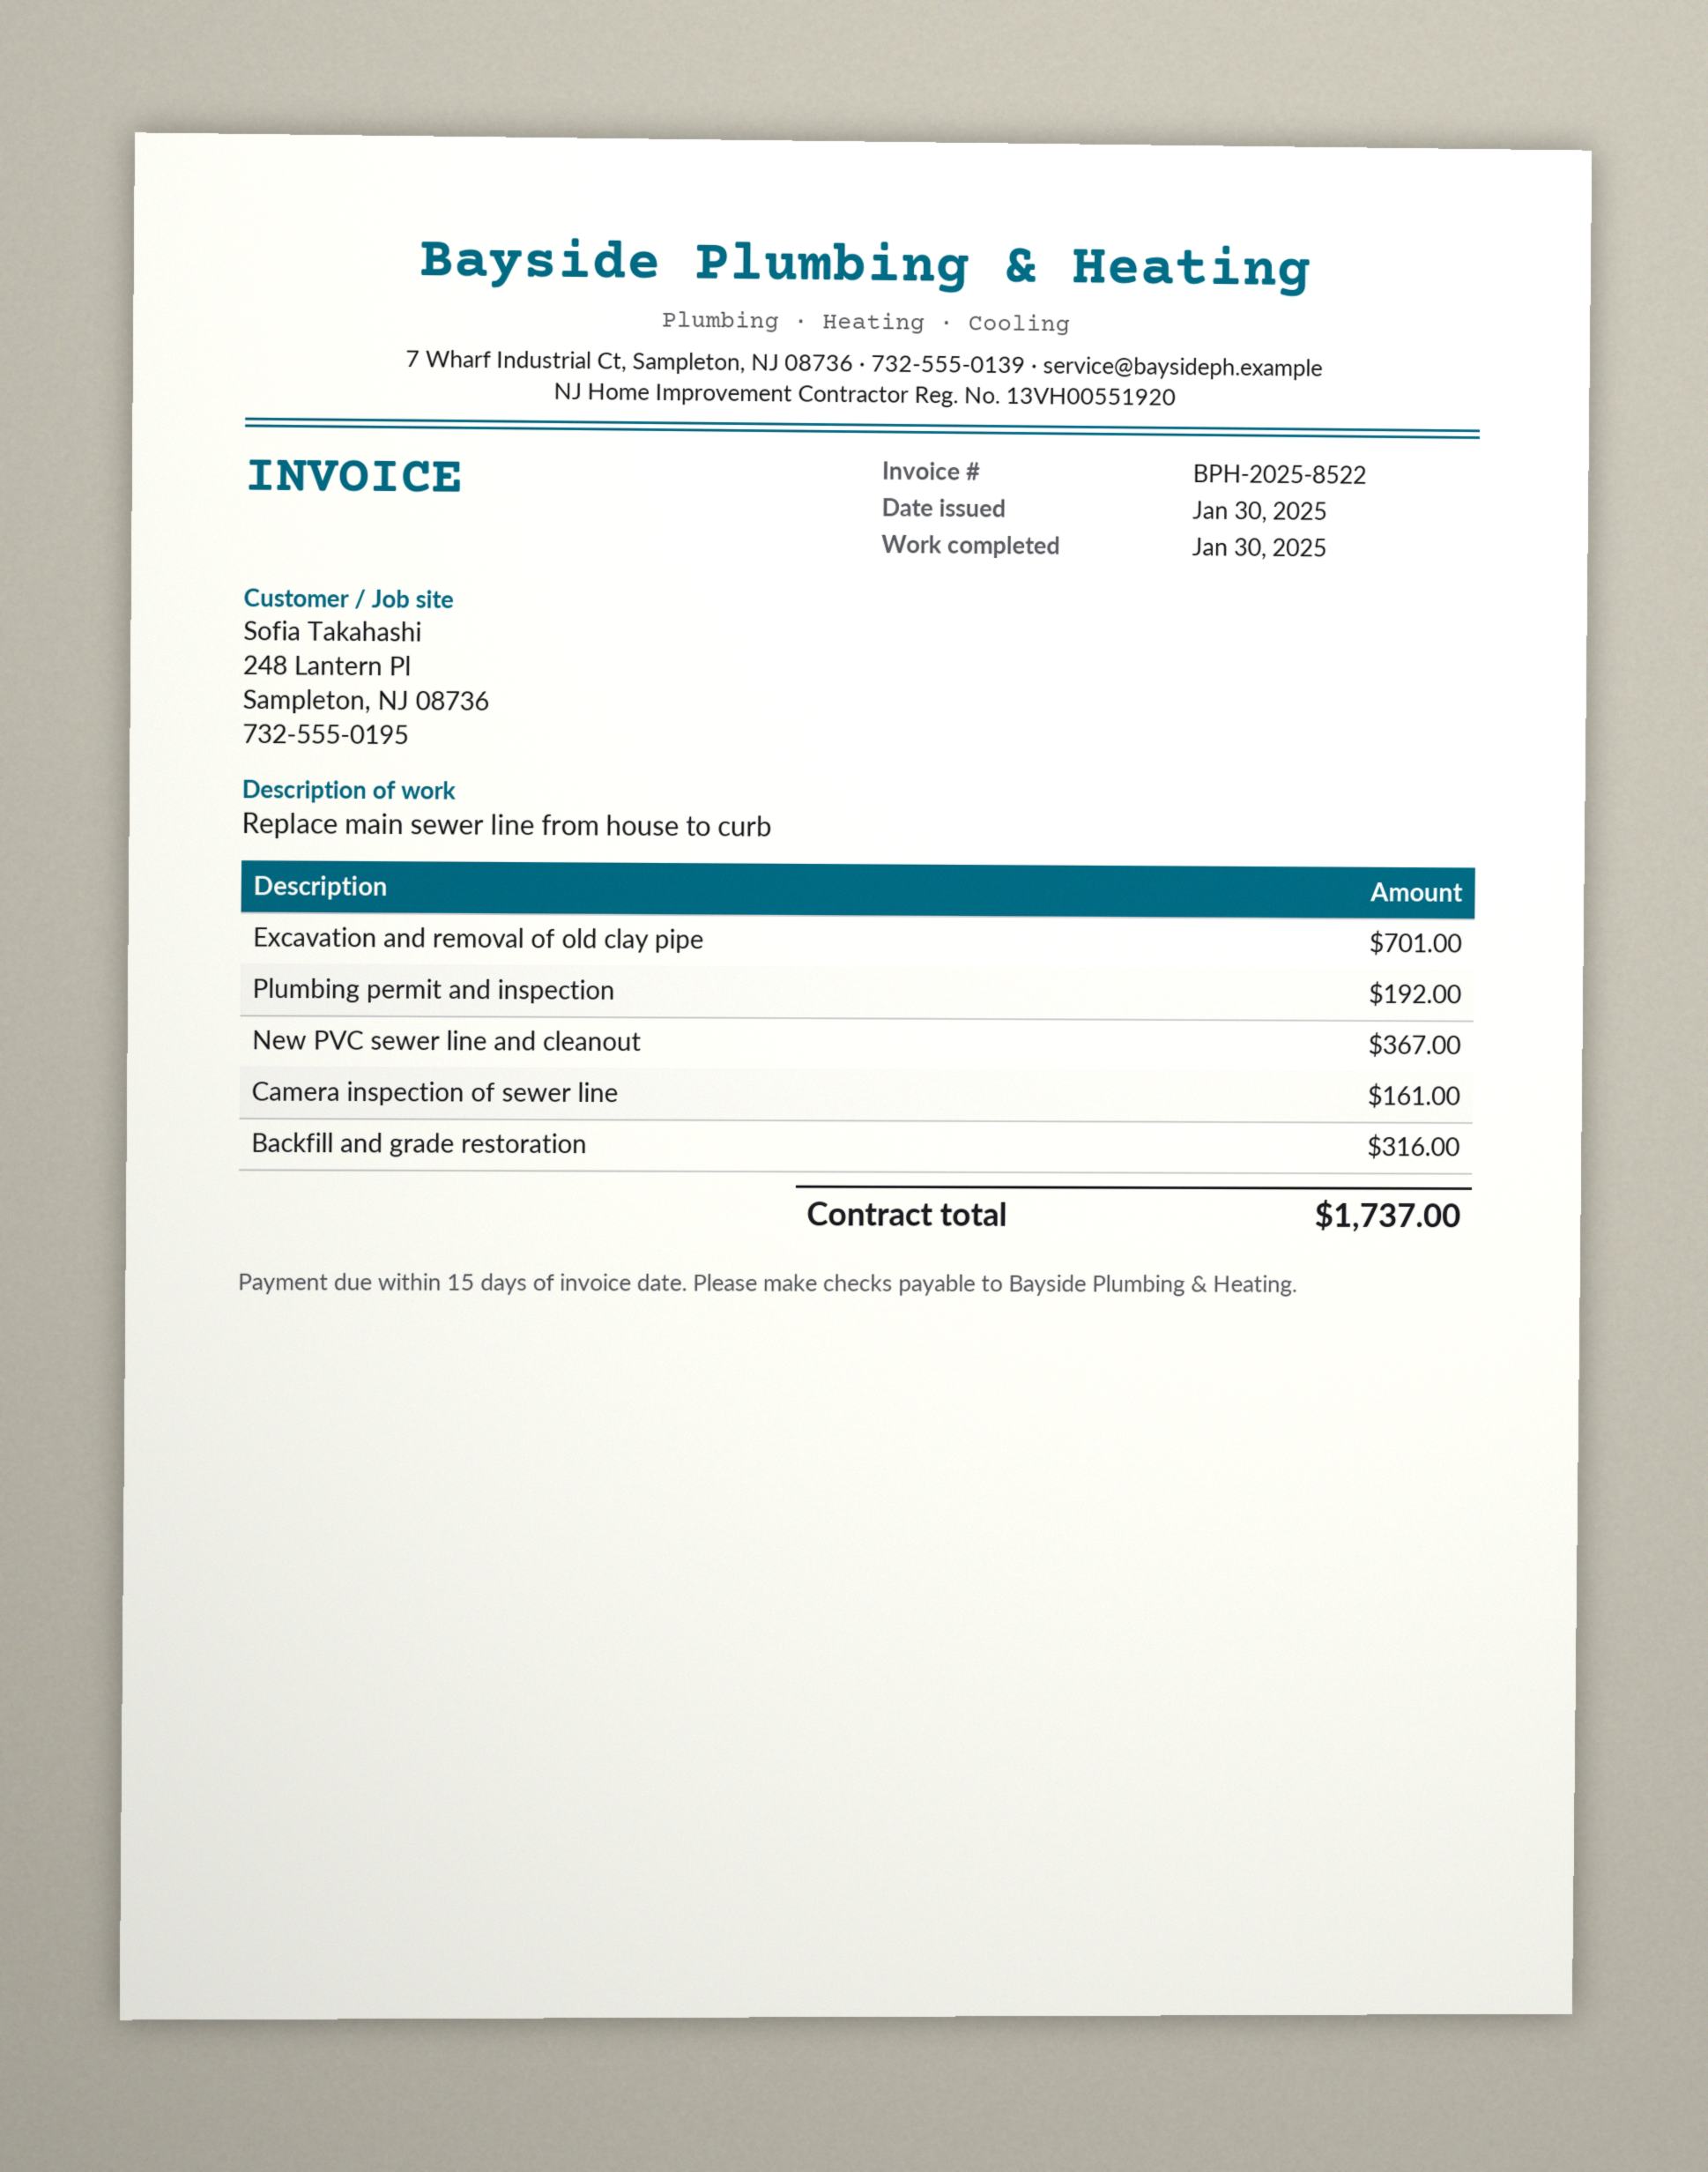 Bayside Plumbing & Heating
Plumbing · Heating · Cooling
7 Wharf Industrial Ct, Sampleton, NJ 08736 · 732-555-0139 · service@baysideph.example
NJ Home Improvement Contractor Reg. No. 13VH00551920
INVOICE
Invoice # BPH-2025-8522
Date issued Jan 30, 2025
Work completed Jan 30, 2025
Customer / Job site
Sofia Takahashi
248 Lantern Pl
Sampleton, NJ 08736
732-555-0195
Description of work
Replace main sewer line from house to curb
Description Amount
Excavation and removal of old clay pipe $701.00
Plumbing permit and inspection $192.00
New PVC sewer line and cleanout $367.00
Camera inspection of sewer line $161.00
Backfill and grade restoration $316.00
Contract total $1,737.00
Payment due within 15 days of invoice date. Please make checks payable to Bayside Plumbing & Heating.